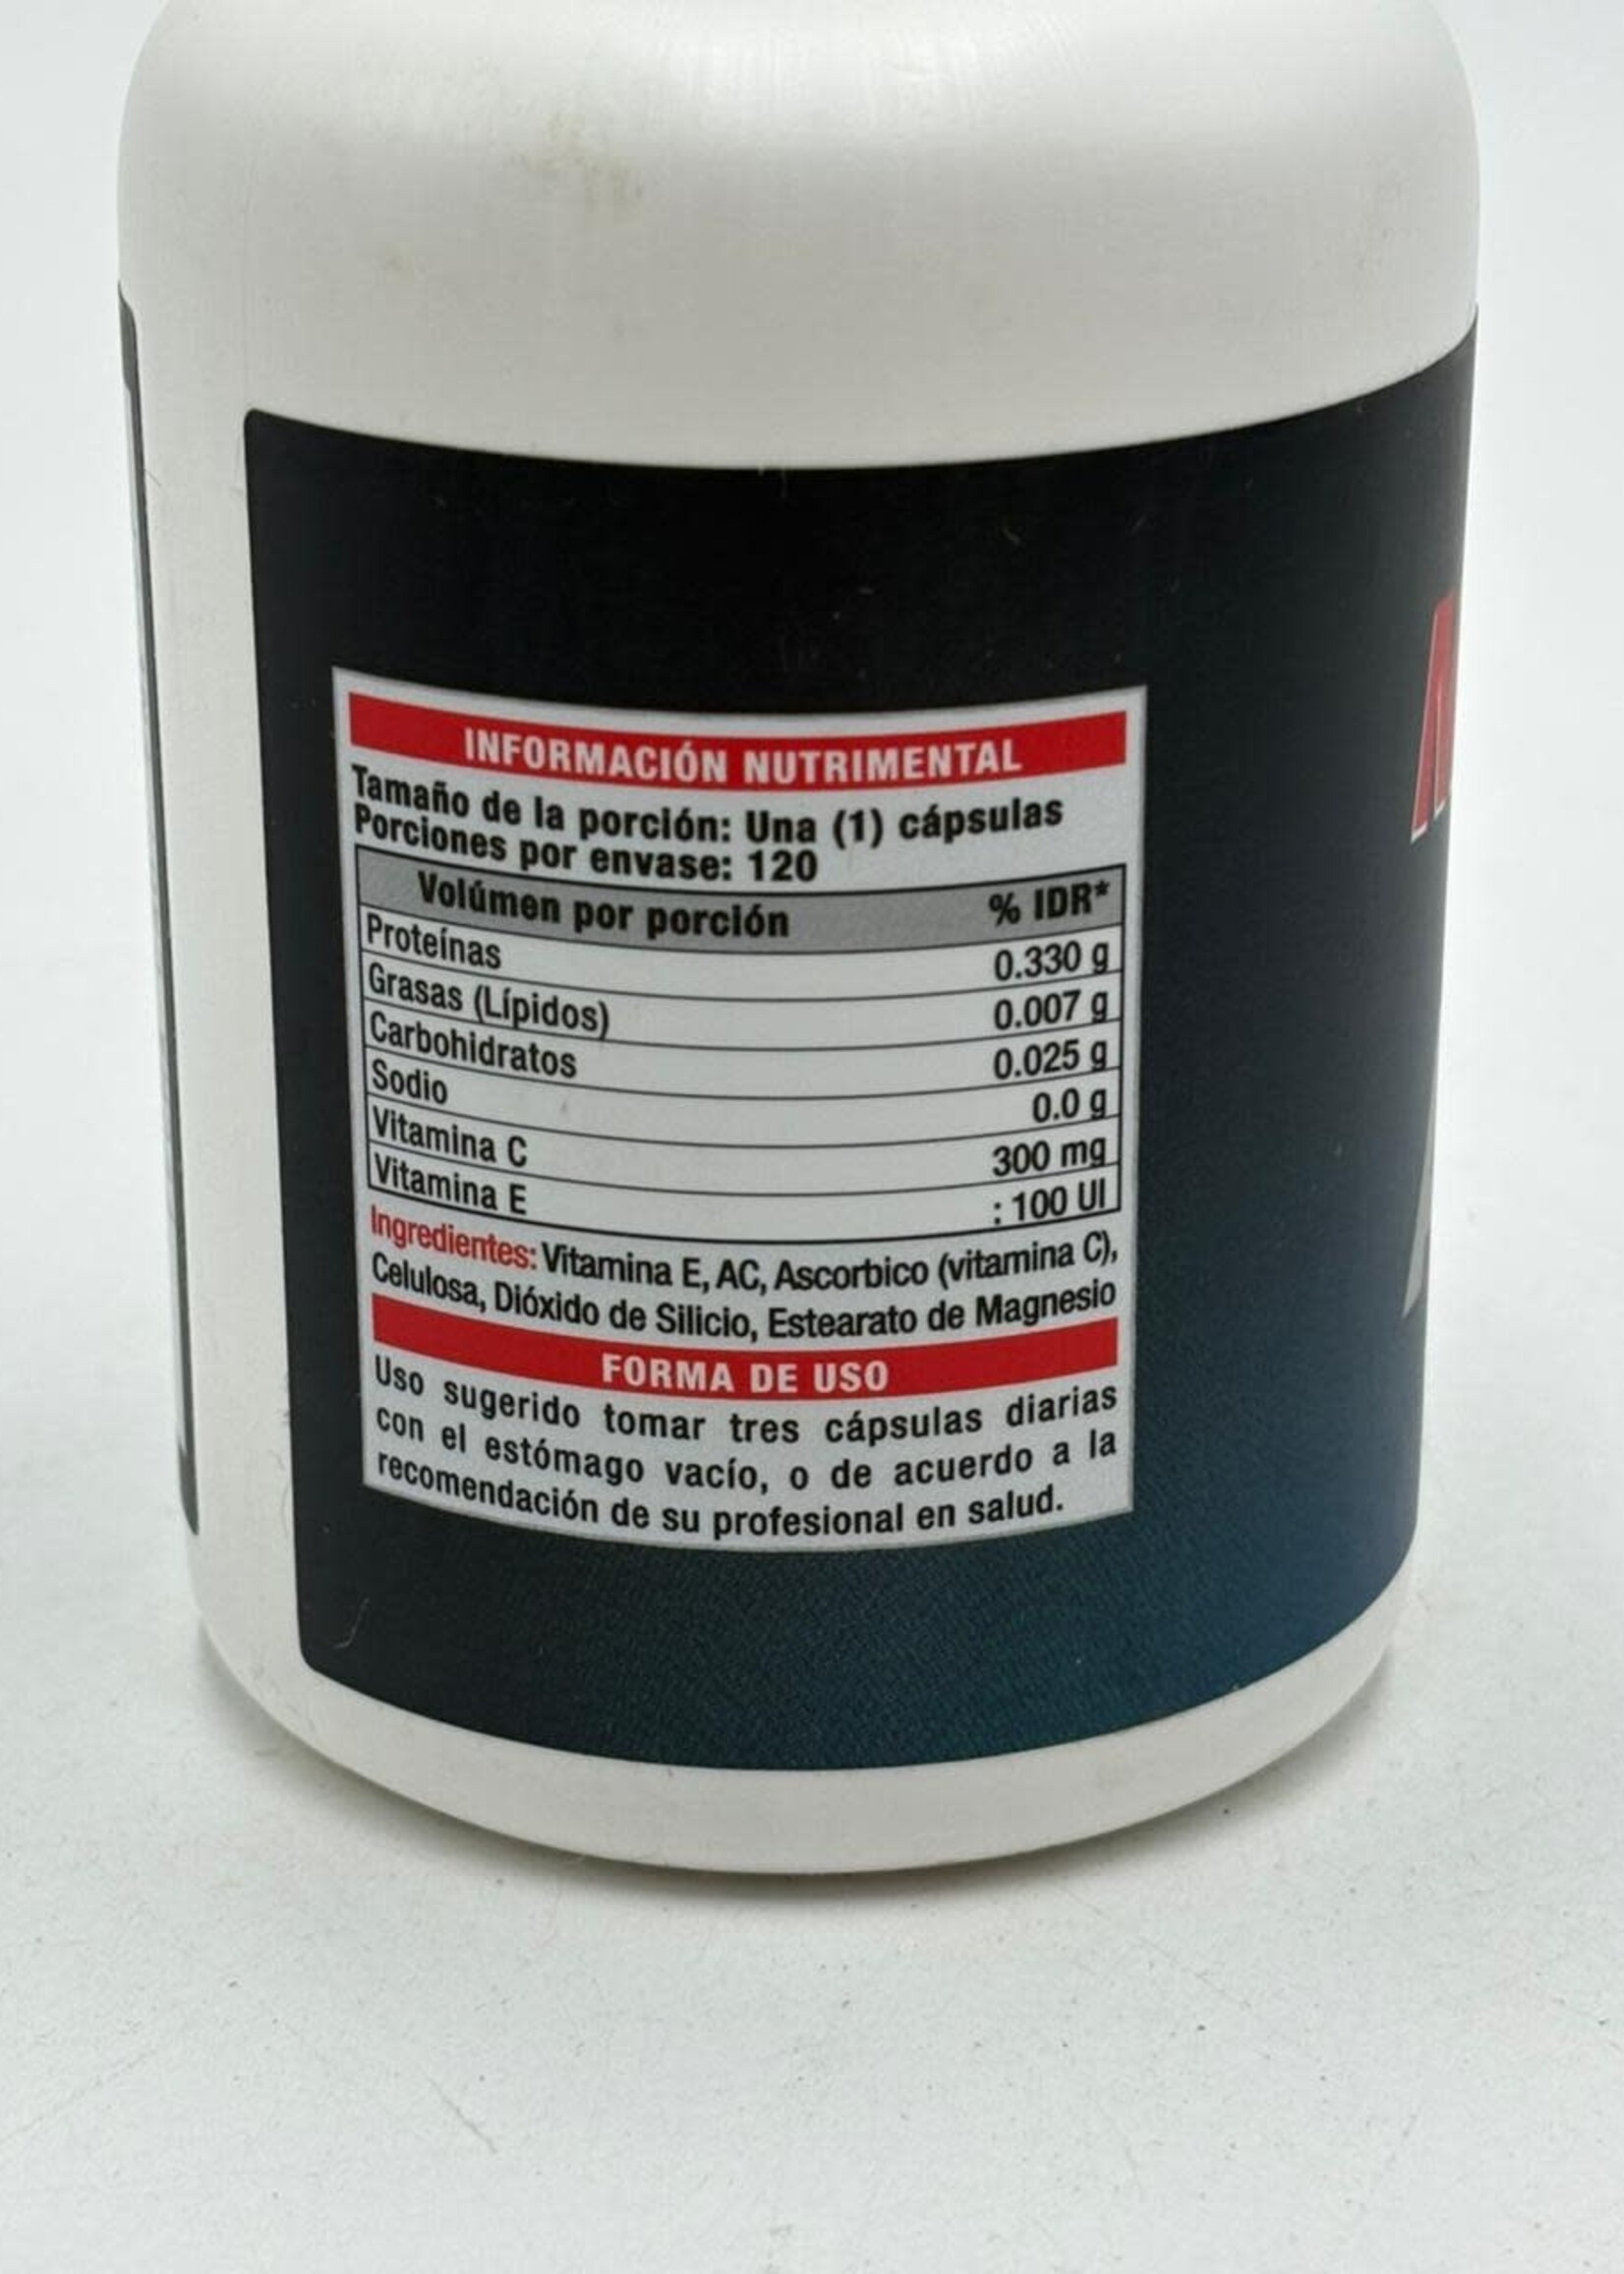 INFORMACIÓN NUTRIMENTAL
Tamaño de la porción: Una (1) cápsulas
Porciones por envase: 120
Volúmen por porción % IDR*
Proteínas 0.330 g
Grasas (Lípidos) 0.007 g
Carbohidratos 0.025 g
Sodio 0.0 g
Vitamina C 300 mg
Vitamina E : 100 UI
Ingredientes: Vitamina E, AC, Ascorbico (vitamina C),
Celulosa, Dióxido de Silicio, Estearato de Magnesio
FORMA DE USO
Uso sugerido tomar tres cápsulas diarias
con el estómago vacío, o de acuerdo a la
recomendación de su profesional en salud.